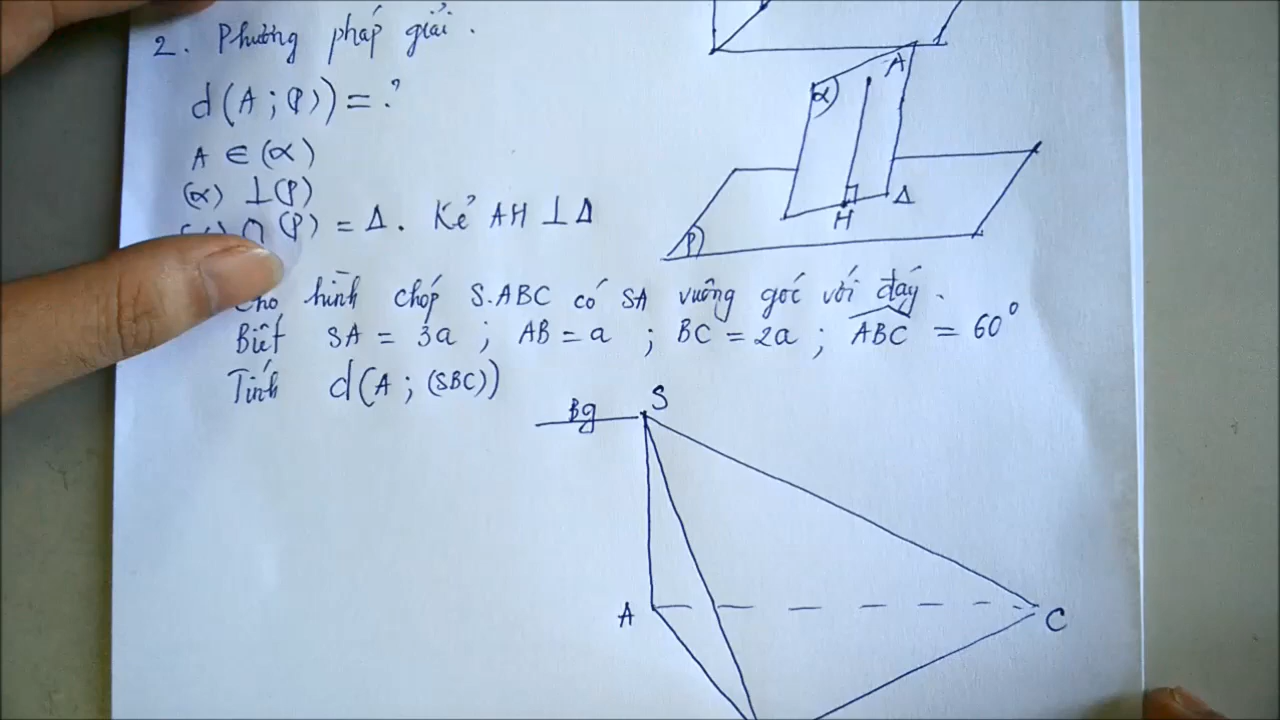 2. Phương pháp giải.
d(A; (P)) = ?
A ∈ (α)
(α) ⊥ (P)
∩ (P) = Δ. Kẻ AH ⊥ Δ
A
α)
Δ
H
P)
Cho hình chóp S.ABC có SA vuông góc với đáy.
Biết SA = 3a ; AB = a ; BC = 2a ; ABC = 60°
Tính d(A ; (SBC))
Bg
S
A
C